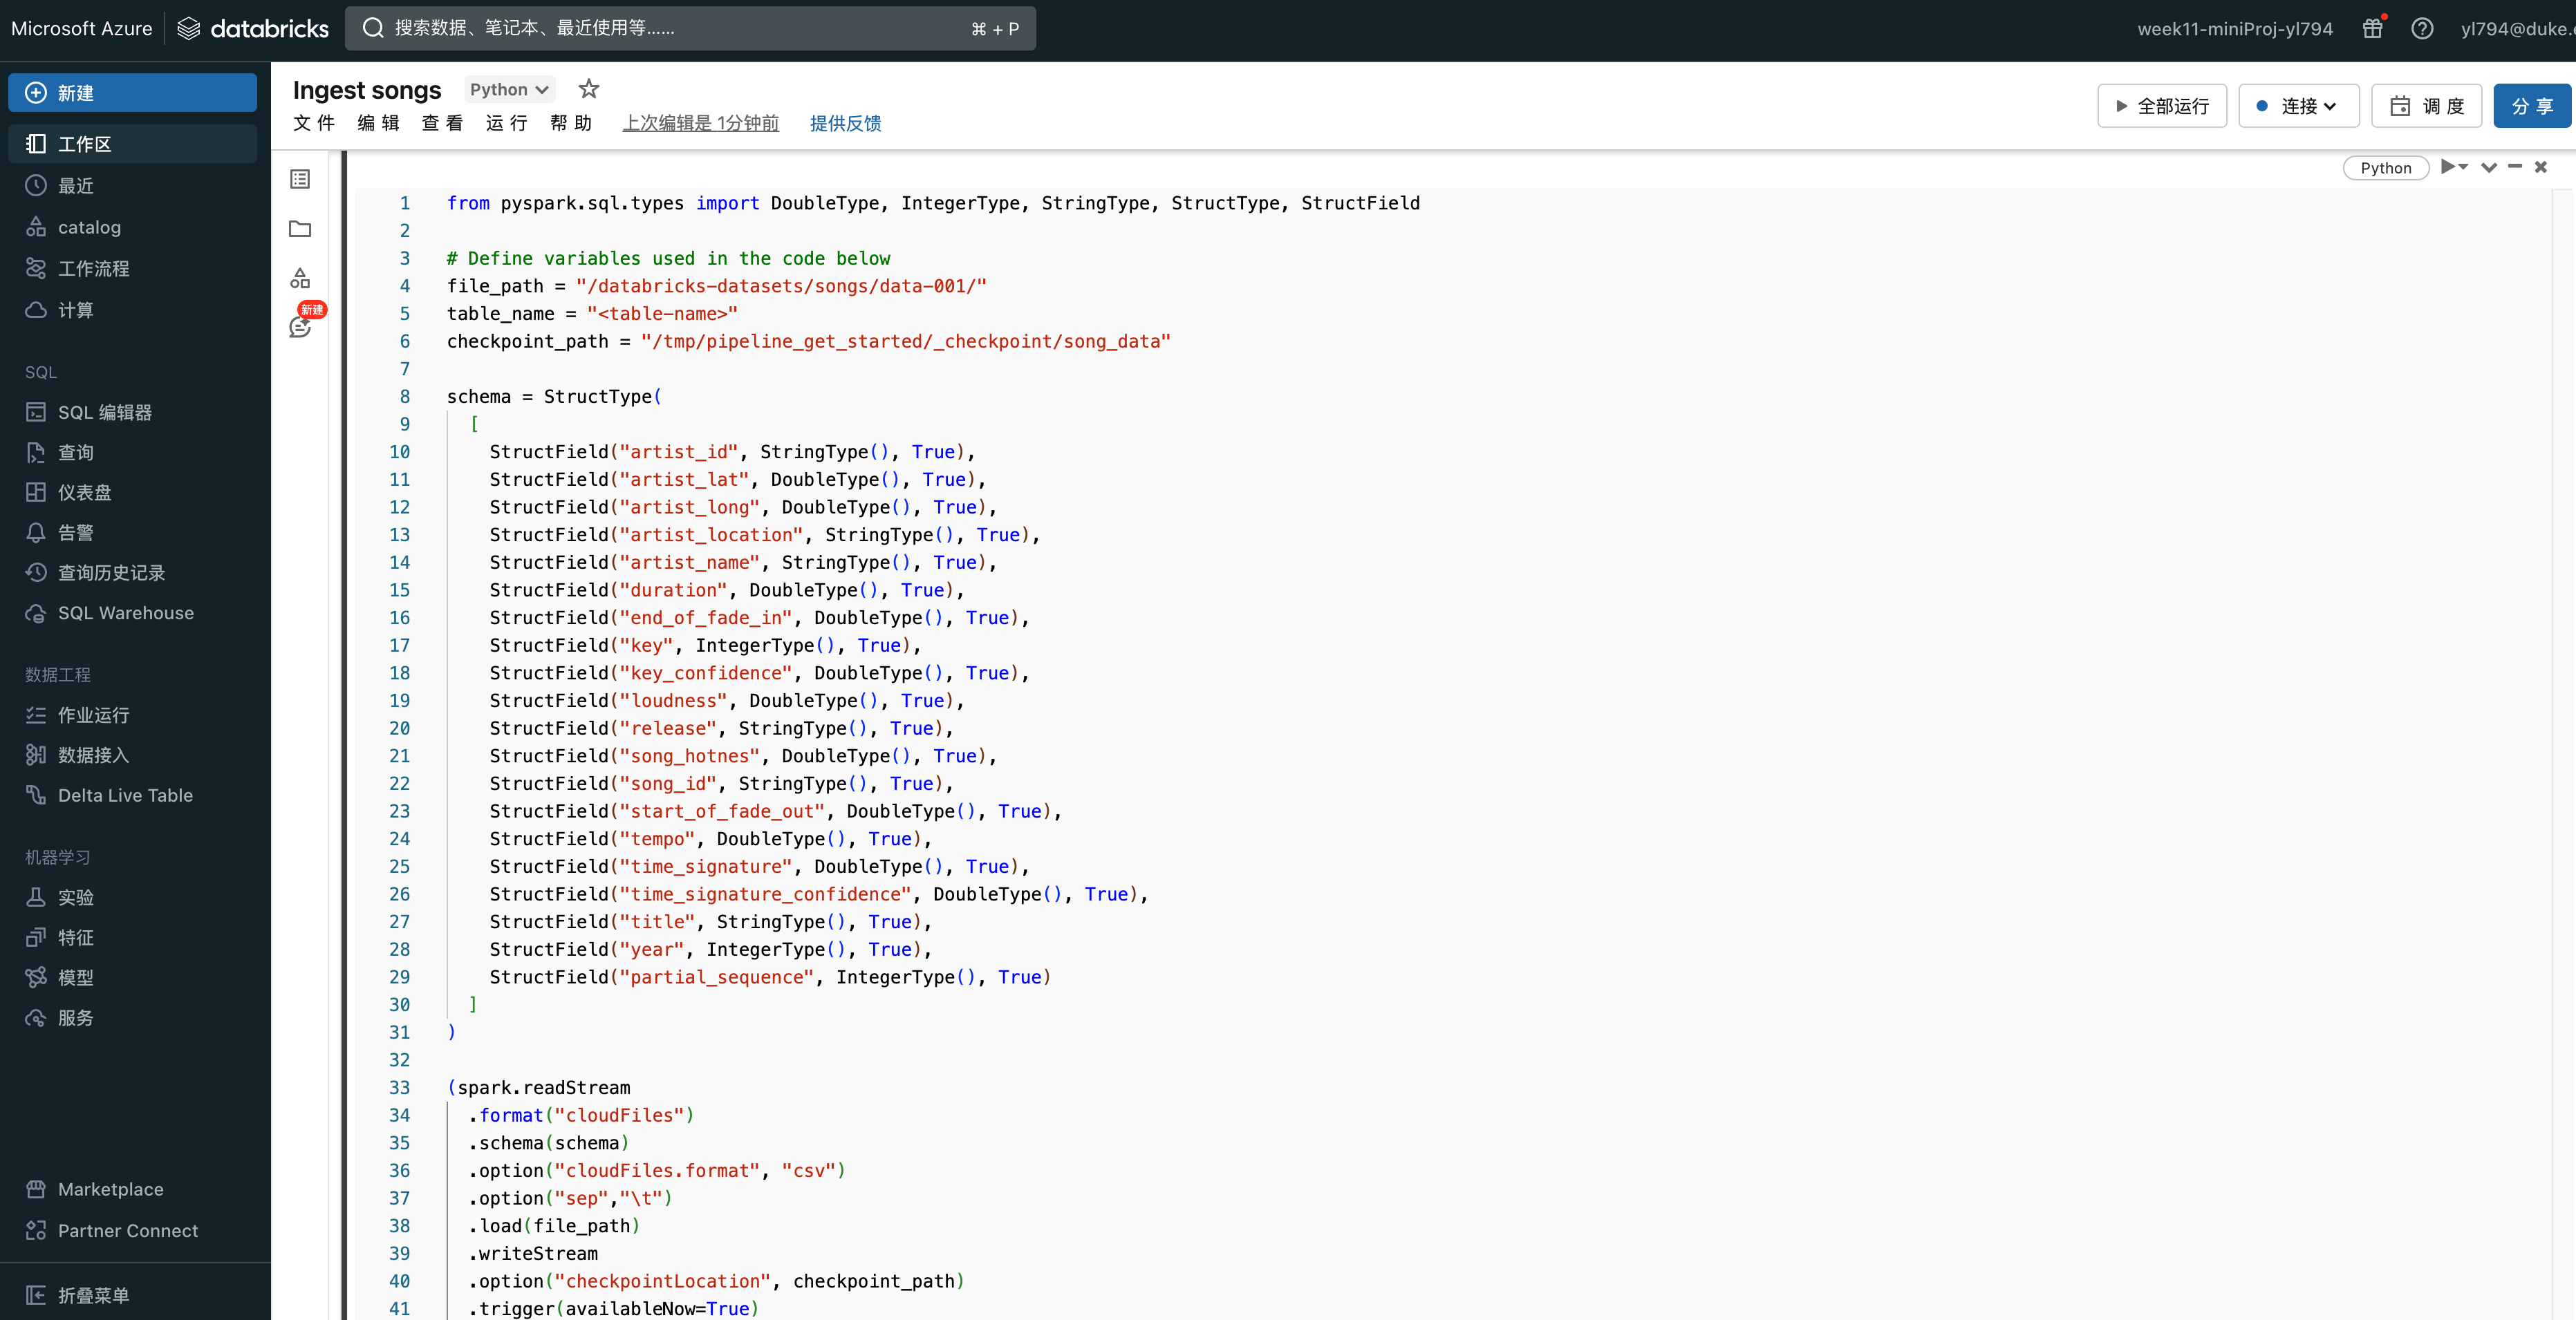 Microsoft Azure databricks 搜索数据、笔记本、最近使用等...... ⌘ + P week11-miniProj-yl794 yl794@duke.
新建
工作区
最近
catalog
工作流程
计算
SQL
SQL 编辑器
查询
仪表盘
告警
查询历史记录
SQL Warehouse
数据工程
作业运行
数据接入
Delta Live Table
机器学习
实验
特征
模型
服务
Marketplace
Partner Connect
折叠菜单
Ingest songs Python
文件 编辑 查看 运行 帮助 上次编辑是 1分钟前 提供反馈
全部运行 连接 调度 分享
新建
Python
1 from pyspark.sql.types import DoubleType, IntegerType, StringType, StructType, StructField
2
3 # Define variables used in the code below
4 file_path = "/databricks-datasets/songs/data-001/"
5 table_name = "<table-name>"
6 checkpoint_path = "/tmp/pipeline_get_started/_checkpoint/song_data"
7
8 schema = StructType(
9 [
10 StructField("artist_id", StringType(), True),
11 StructField("artist_lat", DoubleType(), True),
12 StructField("artist_long", DoubleType(), True),
13 StructField("artist_location", StringType(), True),
14 StructField("artist_name", StringType(), True),
15 StructField("duration", DoubleType(), True),
16 StructField("end_of_fade_in", DoubleType(), True),
17 StructField("key", IntegerType(), True),
18 StructField("key_confidence", DoubleType(), True),
19 StructField("loudness", DoubleType(), True),
20 StructField("release", StringType(), True),
21 StructField("song_hotnes", DoubleType(), True),
22 StructField("song_id", StringType(), True),
23 StructField("start_of_fade_out", DoubleType(), True),
24 StructField("tempo", DoubleType(), True),
25 StructField("time_signature", DoubleType(), True),
26 StructField("time_signature_confidence", DoubleType(), True),
27 StructField("title", StringType(), True),
28 StructField("year", IntegerType(), True),
29 StructField("partial_sequence", IntegerType(), True)
30 ]
31 )
32
33 (spark.readStream
34 .format("cloudFiles")
35 .schema(schema)
36 .option("cloudFiles.format", "csv")
37 .option("sep","\t")
38 .load(file_path)
39 .writeStream
40 .option("checkpointLocation", checkpoint_path)
41 .trigger(availableNow=True)